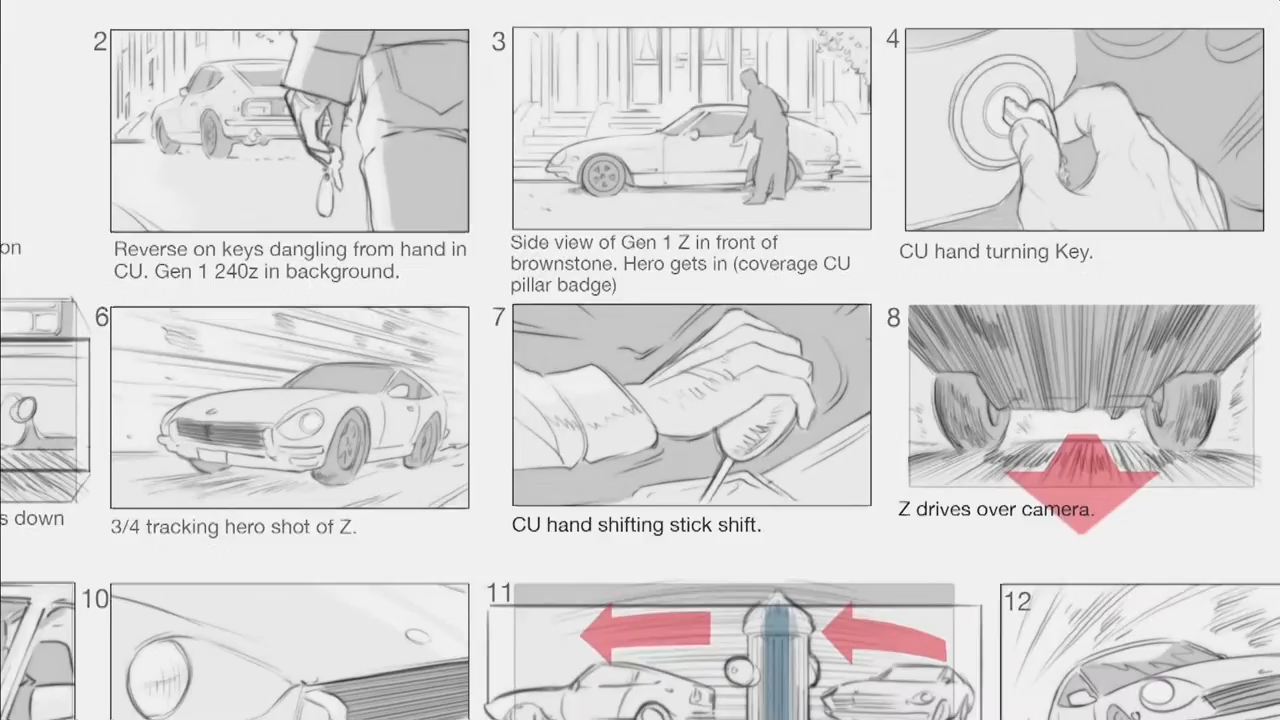 2
3
4
on
Reverse on keys dangling from hand in
CU. Gen 1 240z in background.
Side view of Gen 1 Z in front of
brownstone. Hero gets in (coverage CU
pillar badge)
CU hand turning Key.
6
7
8
s down
3/4 tracking hero shot of Z.
CU hand shifting stick shift.
Z drives over camera.
10
11
12